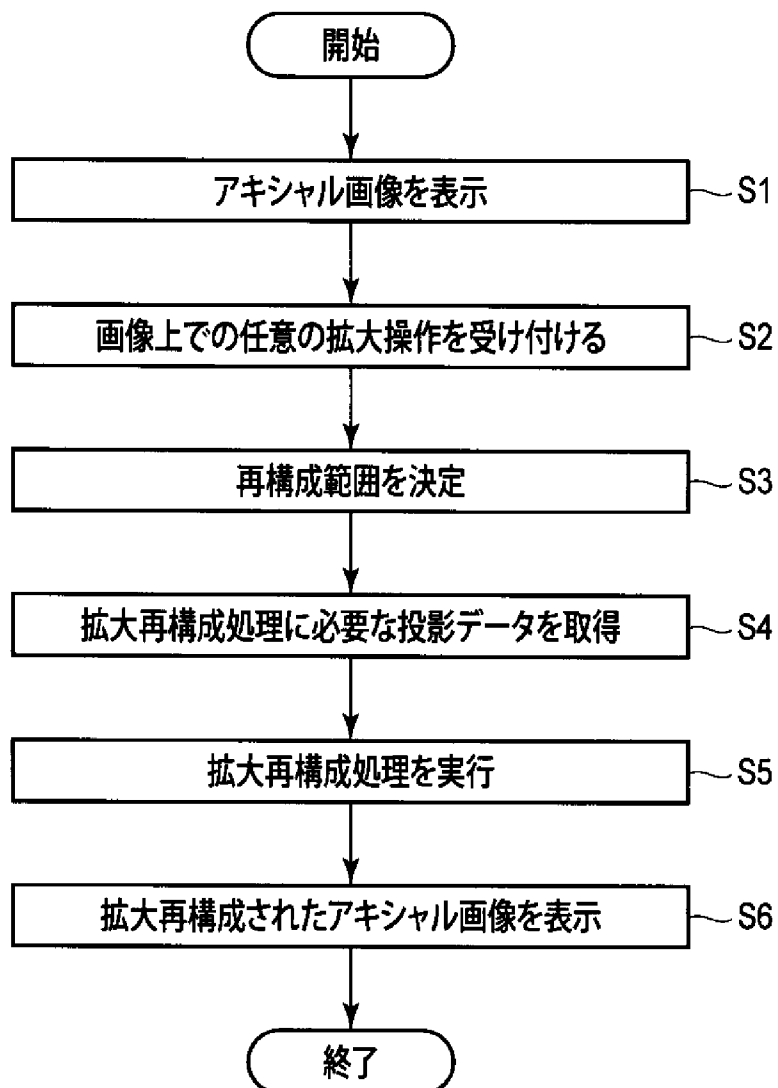 開始
アキシャル画像を表示
S1
画像上での任意の拡大操作を受け付ける
S2
再構成範囲を決定
S3
拡大再構成処理に必要な投影データを取得
S4
拡大再構成処理を実行
S5
拡大再構成されたアキシャル画像を表示
S6
終了